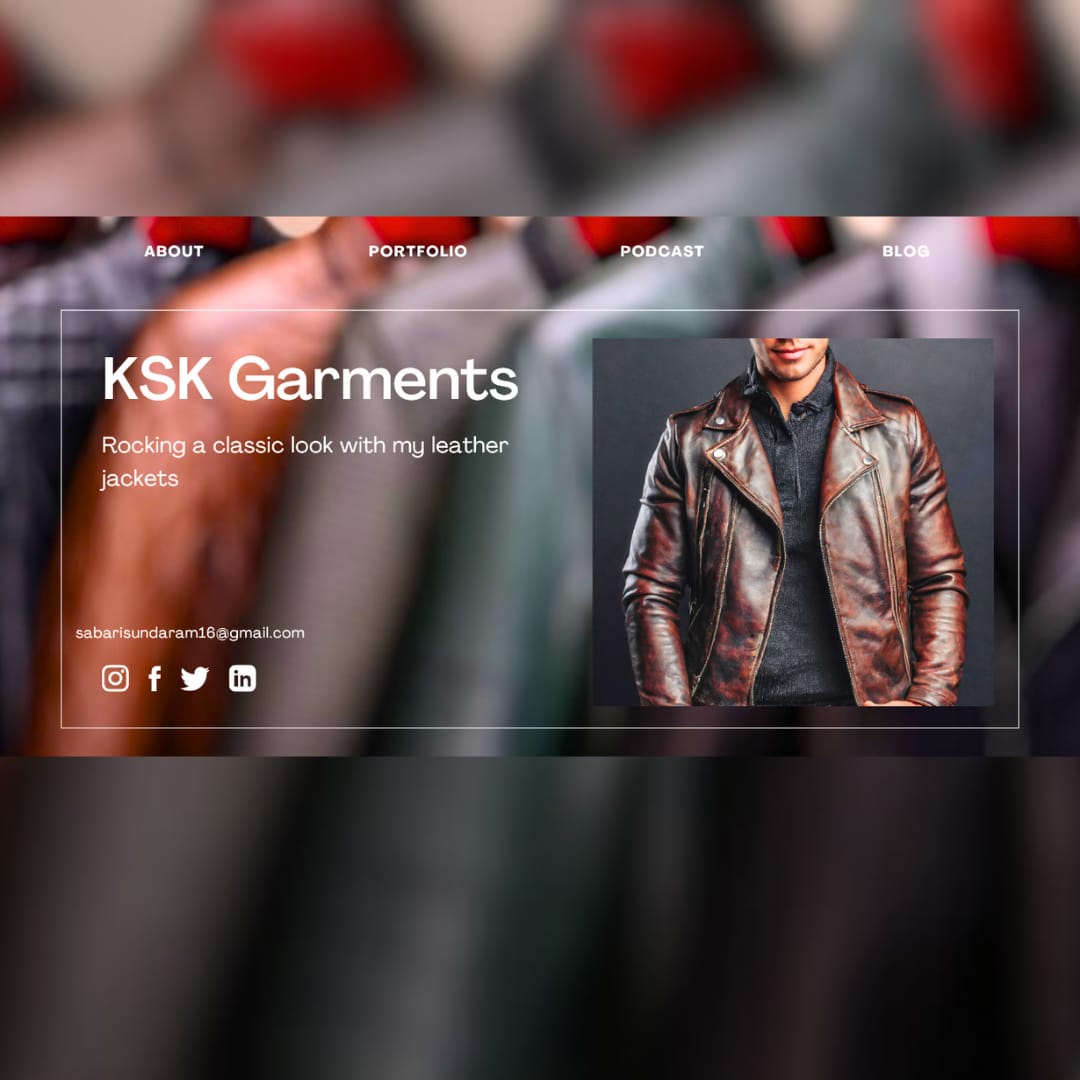 ABOUT PORTFOLIO PODCAST BLOG
KSK Garments
Rocking a classic look with my leather
jackets
sabarisundaram16@gmail.com